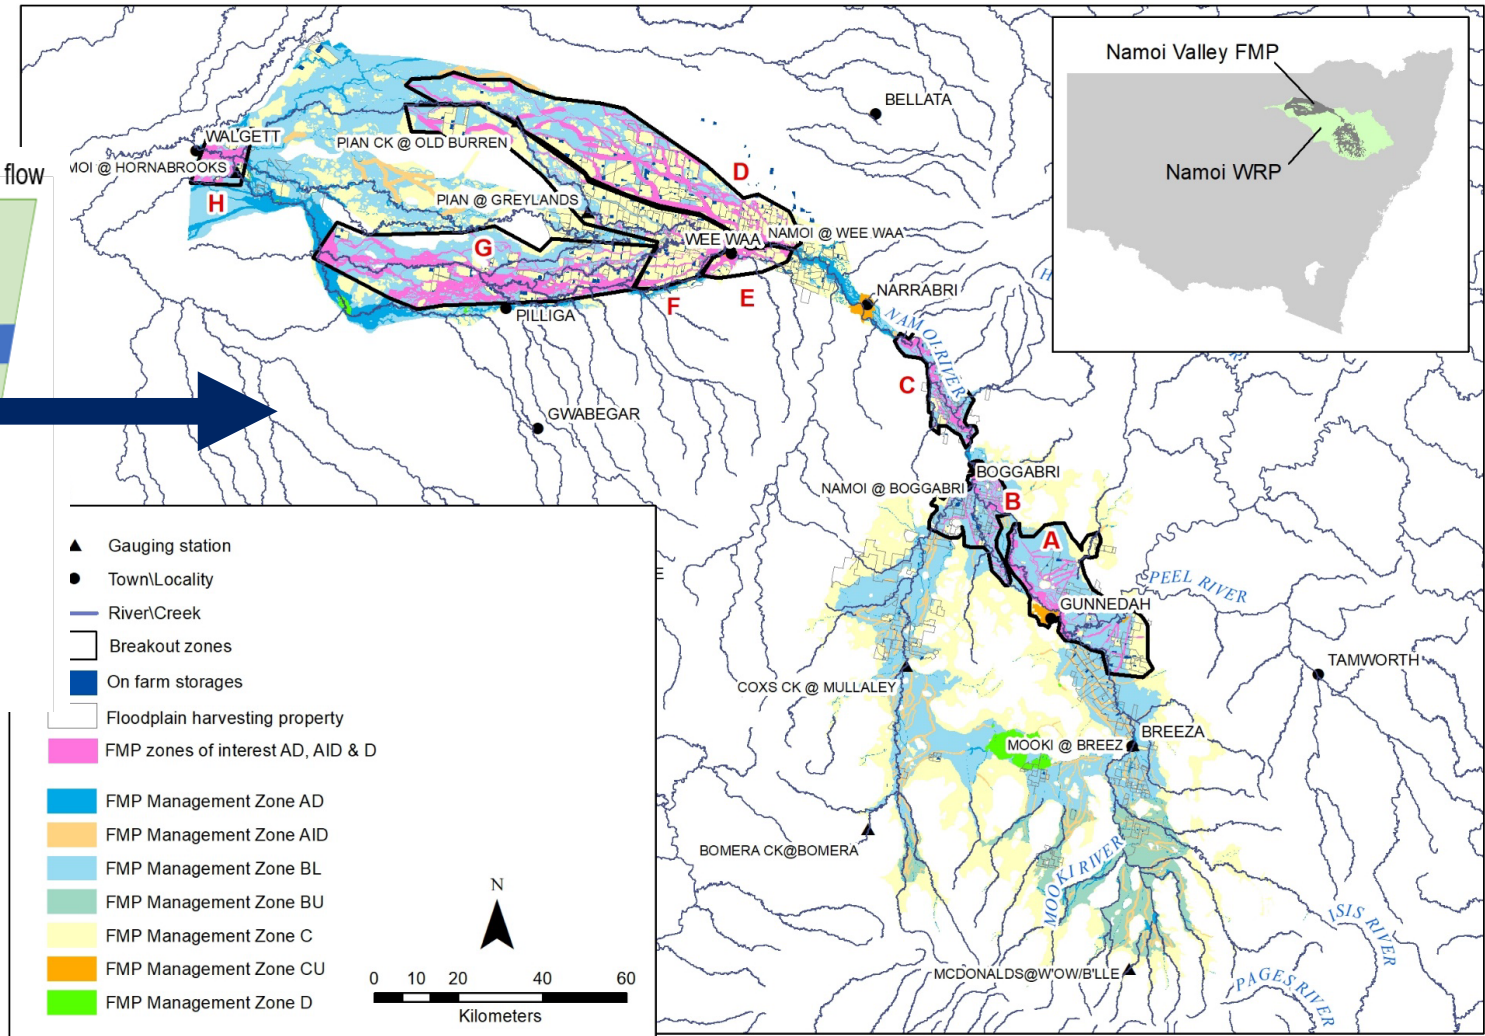 flow
Namoi Valley FMP
Namoi WRP
BELLATA
WALGETT
MOI @ HORNABROOKS
PIAN CK @ OLD BURREN
D
H
PIAN @ GREYLANDS
G
WEE WAA
NAMOI @ WEE WAA
F
E
NARRABRI
PILLIGA
NAMOI RIVER
C
GWABEGAR
BOGGABRI
NAMOI @ BOGGABRI
B
A
PEEL RIVER
GUNNEDAH
TAMWORTH
COXS CK @ MULLALEY
BREEZA
MOOKI @ BREEZ
BOMERA CK@BOMERA
MOOKI RIVER
ISIS RIVER
MCDONALDS@W'OW/B'LLE
PAGES RIVER
Gauging station
Town\Locality
River\Creek
Breakout zones
On farm storages
Floodplain harvesting property
FMP zones of interest AD, AID & D
FMP Management Zone AD
FMP Management Zone AID
FMP Management Zone BL
FMP Management Zone BU
FMP Management Zone C
FMP Management Zone CU
FMP Management Zone D
N
0 10 20 40 60
Kilometers